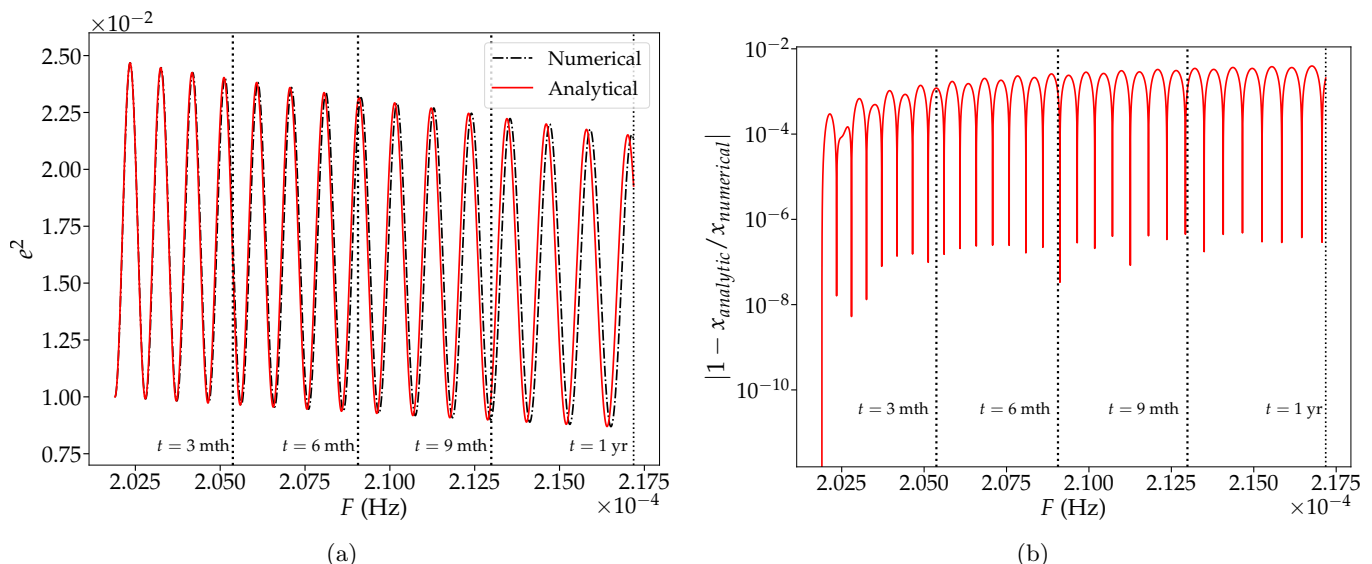 ×10⁻²
2.50
2.25
2.00
1.75
1.50
1.25
1.00
0.75
e²
Numerical
Analytical
t = 3 mth
t = 6 mth
t = 9 mth
t = 1 yr
2.025 2.050 2.075 2.100 2.125 2.150 2.175
F (Hz)
×10⁻⁴
(a)
10⁻²
10⁻⁴
10⁻⁶
10⁻⁸
10⁻¹⁰
|1 − x_analytic / x_numerical|
t = 3 mth
t = 6 mth
t = 9 mth
t = 1 yr
2.025 2.050 2.075 2.100 2.125 2.150 2.175
F (Hz)
×10⁻⁴
(b)